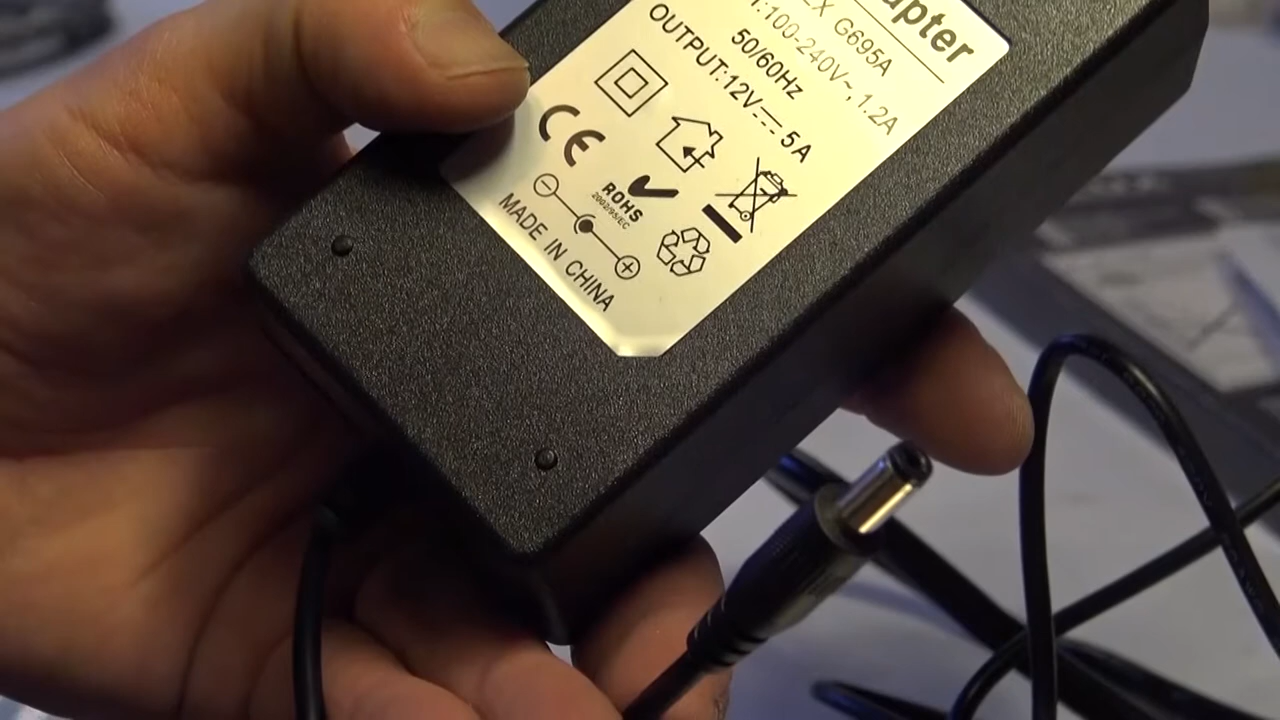 apter
EX G695A
:100-240V~, 1.2A
50/60Hz
OUTPUT:12V⎓5A
CE
ROHS
2002/95/EC
MADE IN CHINA